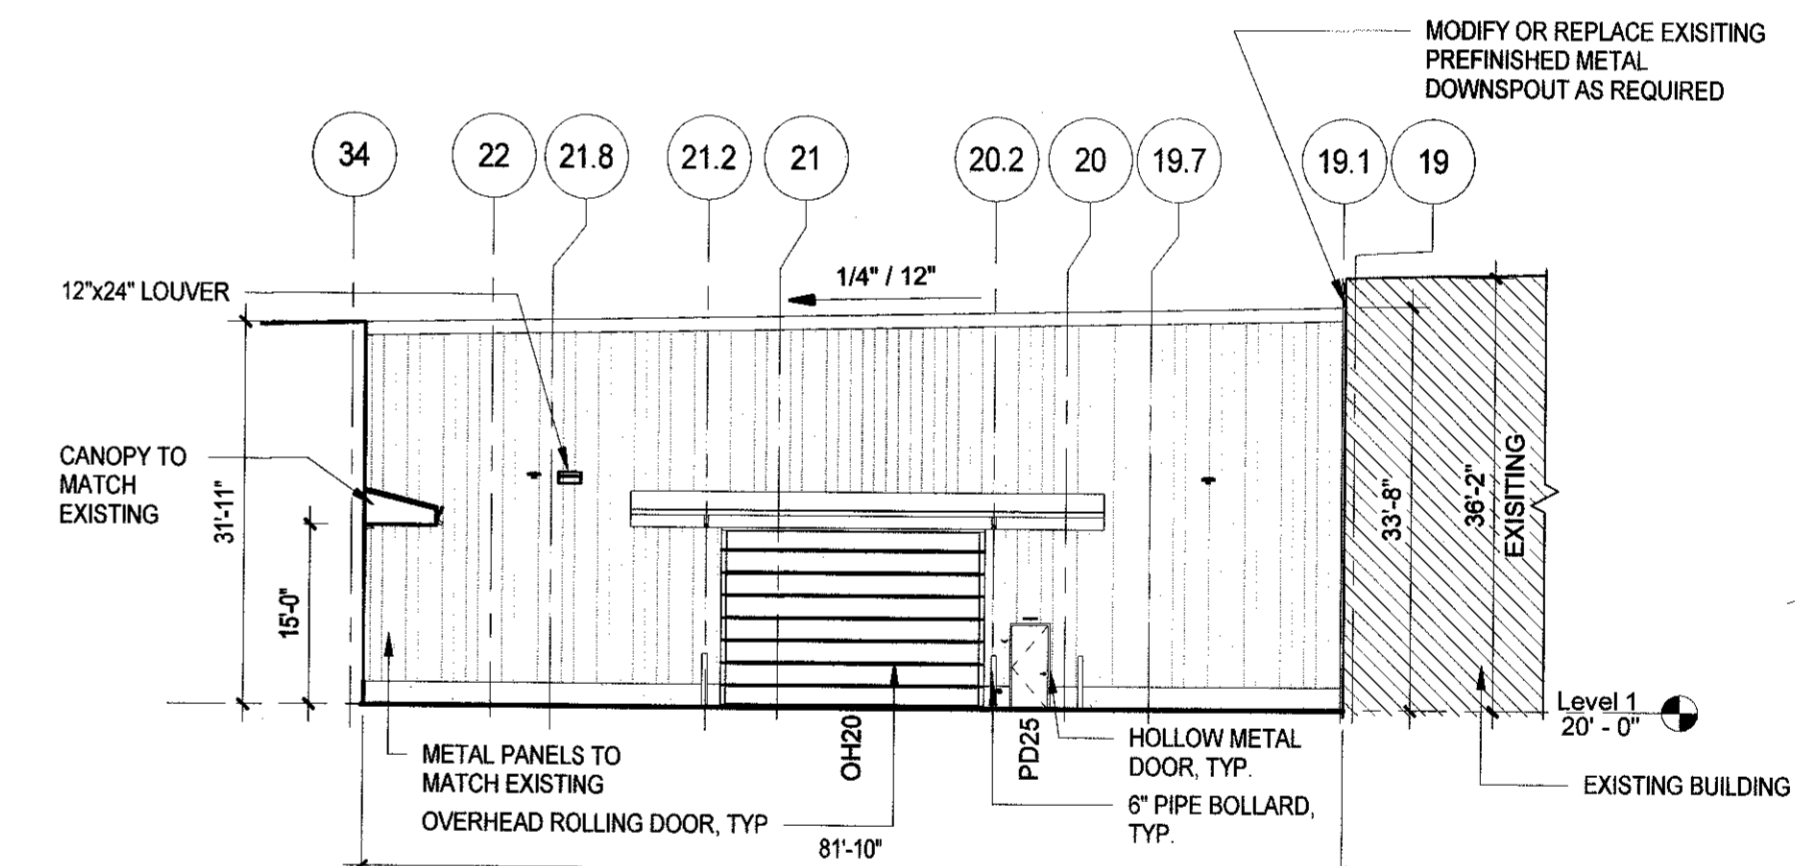 MODIFY OR REPLACE EXISITING
PREFINISHED METAL
DOWNSPOUT AS REQUIRED
34
22
21.8
21.2
21
20.2
20
19.7
19.1
19
1/4" / 12"
12"x24" LOUVER
CANOPY TO
MATCH
EXISTING
31'-11"
15'-0"
33'-8"
36'-2"
EXISITING
Level 1
20' - 0"
METAL PANELS TO
MATCH EXISTING
OVERHEAD ROLLING DOOR, TYP
OH20
PD25
HOLLOW METAL
DOOR, TYP.
6" PIPE BOLLARD,
TYP.
EXISTING BUILDING
81'-10"